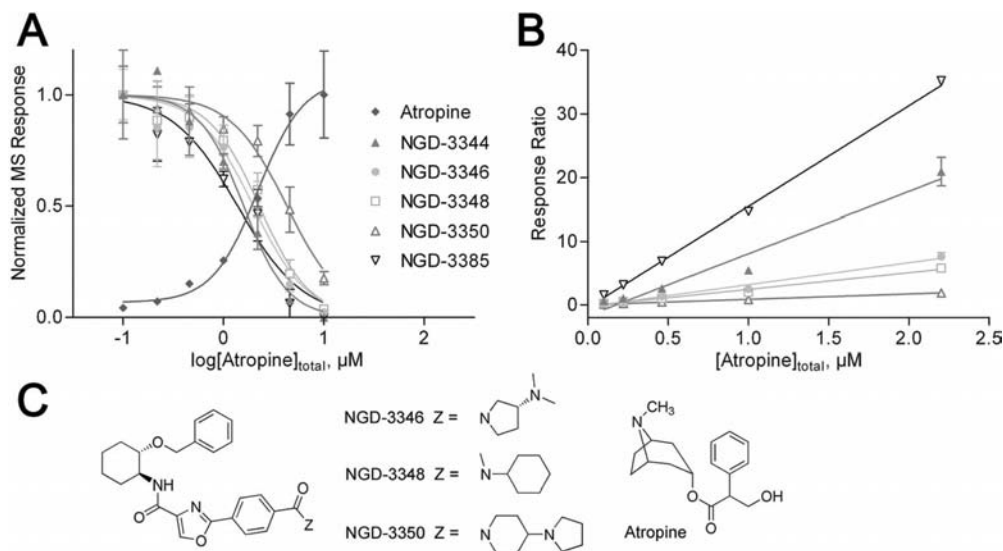 A
Normalized MS Response
1.0
0.5
0.0
-1
0
1
2
log[Atropine]total, µM
Atropine
NGD-3344
NGD-3346
NGD-3348
NGD-3350
NGD-3385
B
Response Ratio
40
30
20
10
0
0.0
0.5
1.0
1.5
2.0
2.5
[Atropine]total, µM
C
O
NH
O
N
O
O
Z
NGD-3346 Z =
N
N
NGD-3348 Z =
N
NGD-3350 Z =
N
N
CH3
N
O
O
OH
Atropine